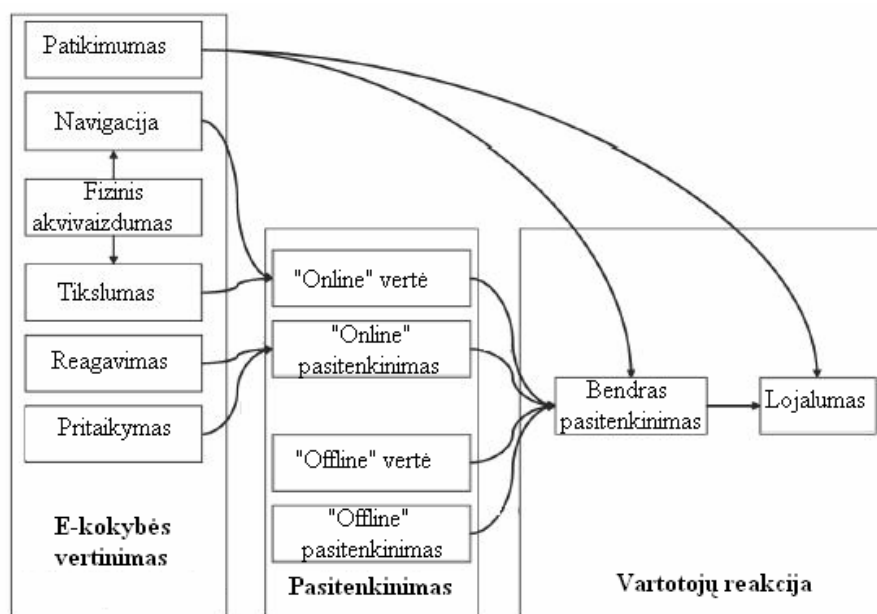 Patikimumas
Navigacija
Fizinis
akvivaizdumas
Tikslumas
Reagavimas
Pritaikymas
E-kokybės
vertinimas
"Online" vertė
"Online"
pasitenkinimas
"Offline" vertė
"Offline"
pasitenkinimas
Pasitenkinimas
Bendras
pasitenkinimas
Lojalumas
Vartotojų reakcija